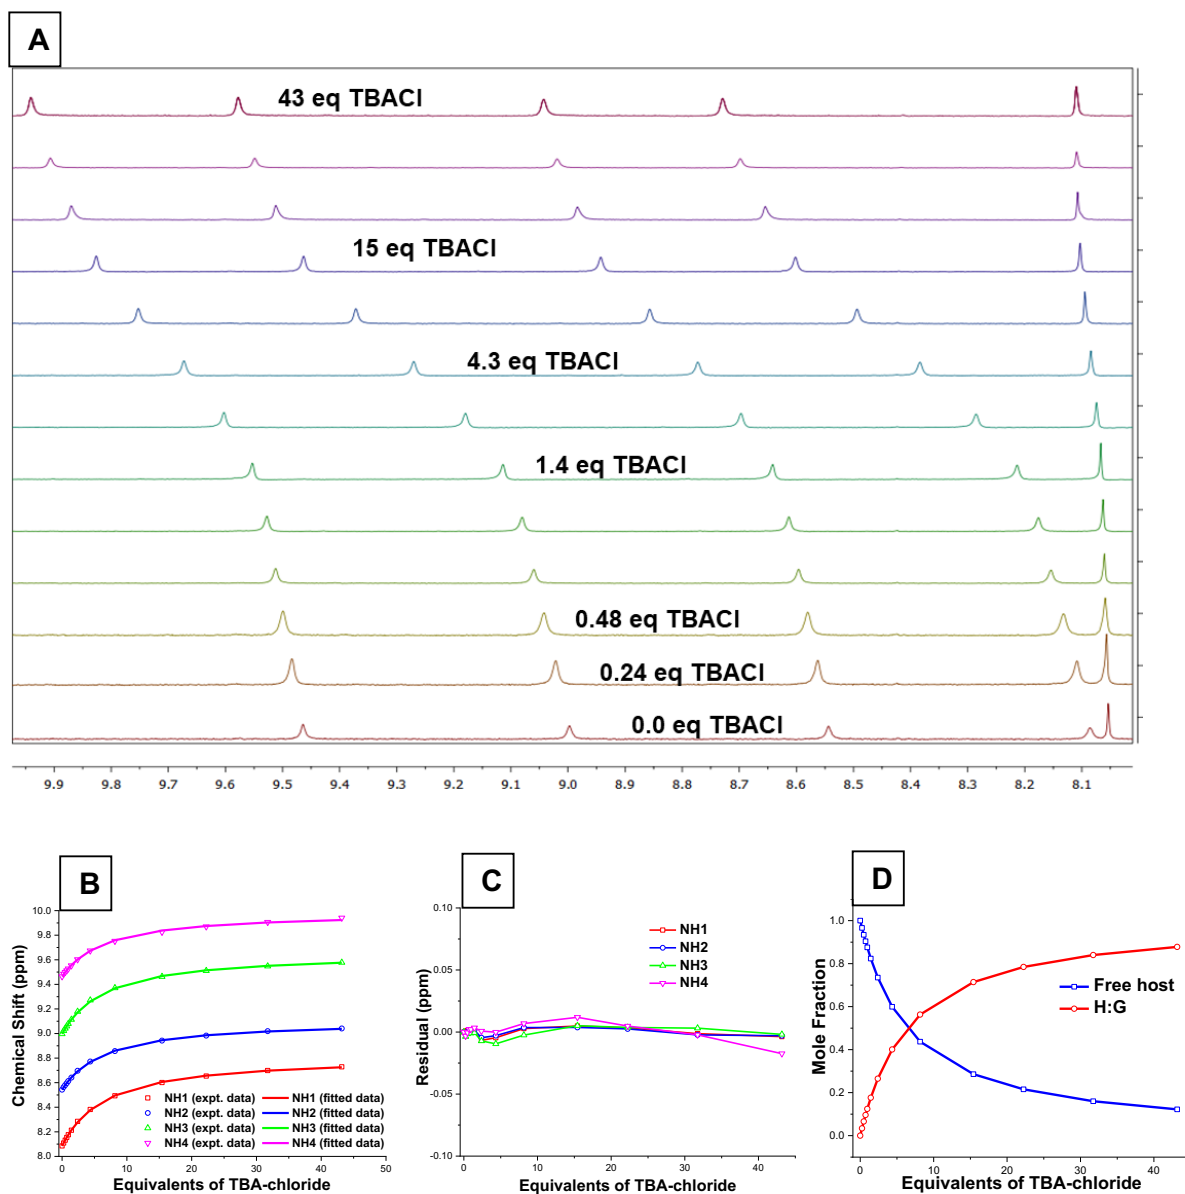 A
43 eq TBACl
15 eq TBACl
4.3 eq TBACl
1.4 eq TBACl
0.48 eq TBACl
0.24 eq TBACl
0.0 eq TBACl
9.9 9.8 9.7 9.6 9.5 9.4 9.3 9.2 9.1 9.0 8.9 8.8 8.7 8.6 8.5 8.4 8.3 8.2 8.1
B
Chemical Shift (ppm)
10.0
9.8
9.6
9.4
9.2
9.0
8.8
8.6
8.4
8.2
8.0
NH1 (expt. data) NH1 (fitted data)
NH2 (expt. data) NH2 (fitted data)
NH3 (expt. data) NH3 (fitted data)
NH4 (expt. data) NH4 (fitted data)
0 10 20 30 40 50
Equivalents of TBA-chloride
C
Residual (ppm)
0.10
0.05
0.00
-0.05
-0.10
NH1
NH2
NH3
NH4
0 10 20 30 40
Equivalents of TBA-chloride
D
Mole Fraction
1.0
0.8
0.6
0.4
0.2
0.0
Free host
H:G
0 10 20 30 40
Equivalents of TBA-chloride